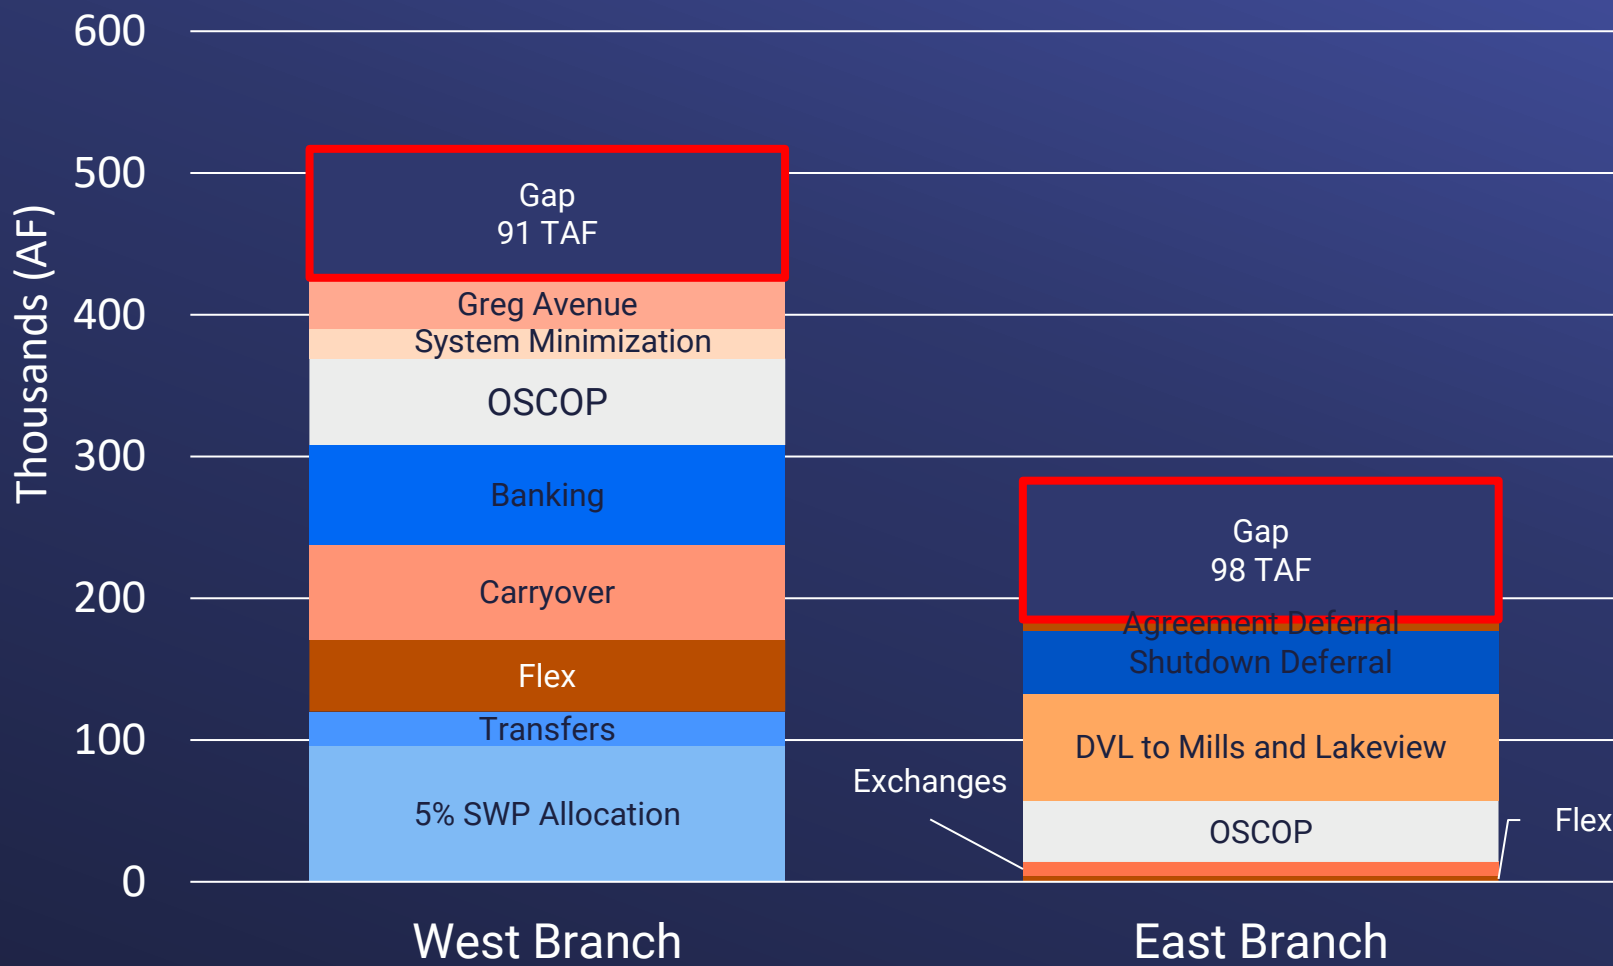 600
500
400
300
200
100
0
Thousands (AF)
Gap
91 TAF
Greg Avenue
System Minimization
OSCOP
Banking
Carryover
Flex
Transfers
5% SWP Allocation
West Branch
Gap
98 TAF
Agreement Deferral
Shutdown Deferral
DVL to Mills and Lakeview
OSCOP
Exchanges
Flex
East Branch